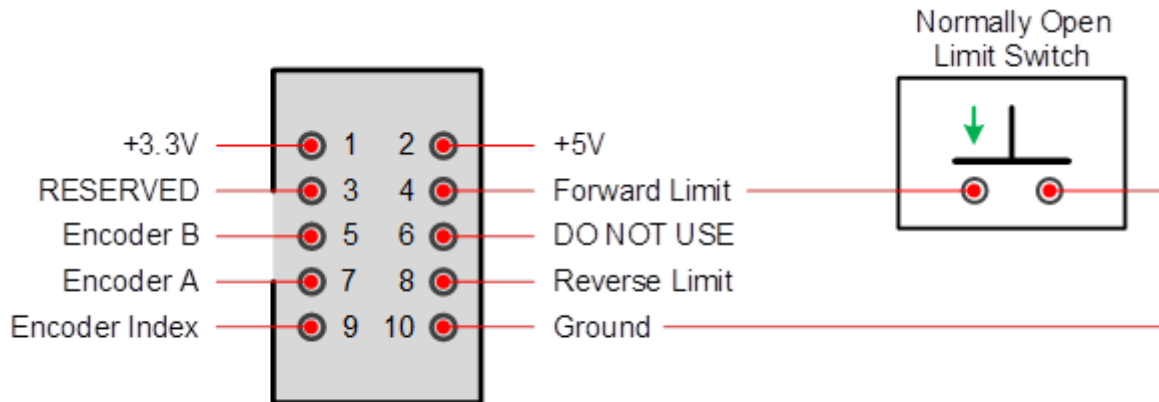 Normally Open
Limit Switch
+3.3V 1 2 +5V
RESERVED 3 4 Forward Limit
Encoder B 5 6 DO NOT USE
Encoder A 7 8 Reverse Limit
Encoder Index 9 10 Ground